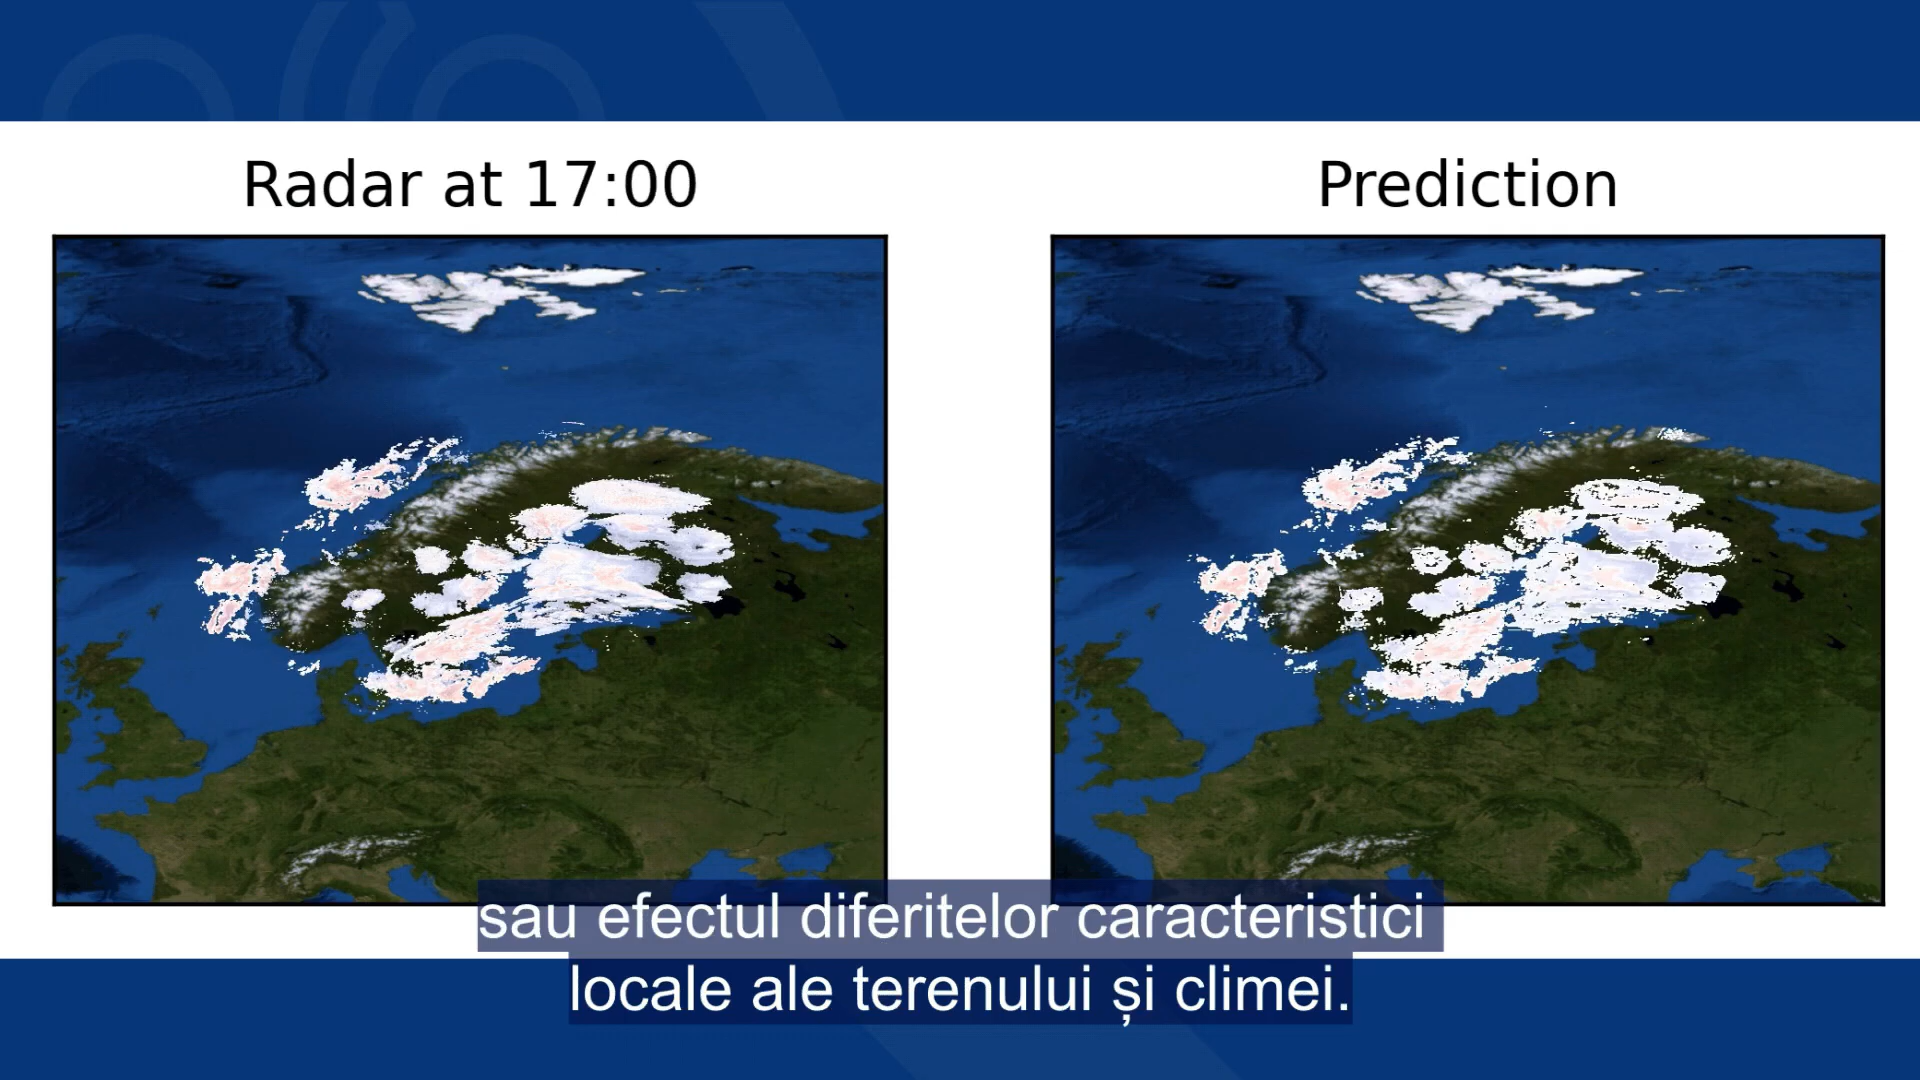 Radar at 17:00
Prediction
sau efectul diferitelor caracteristici
locale ale terenului și climei.